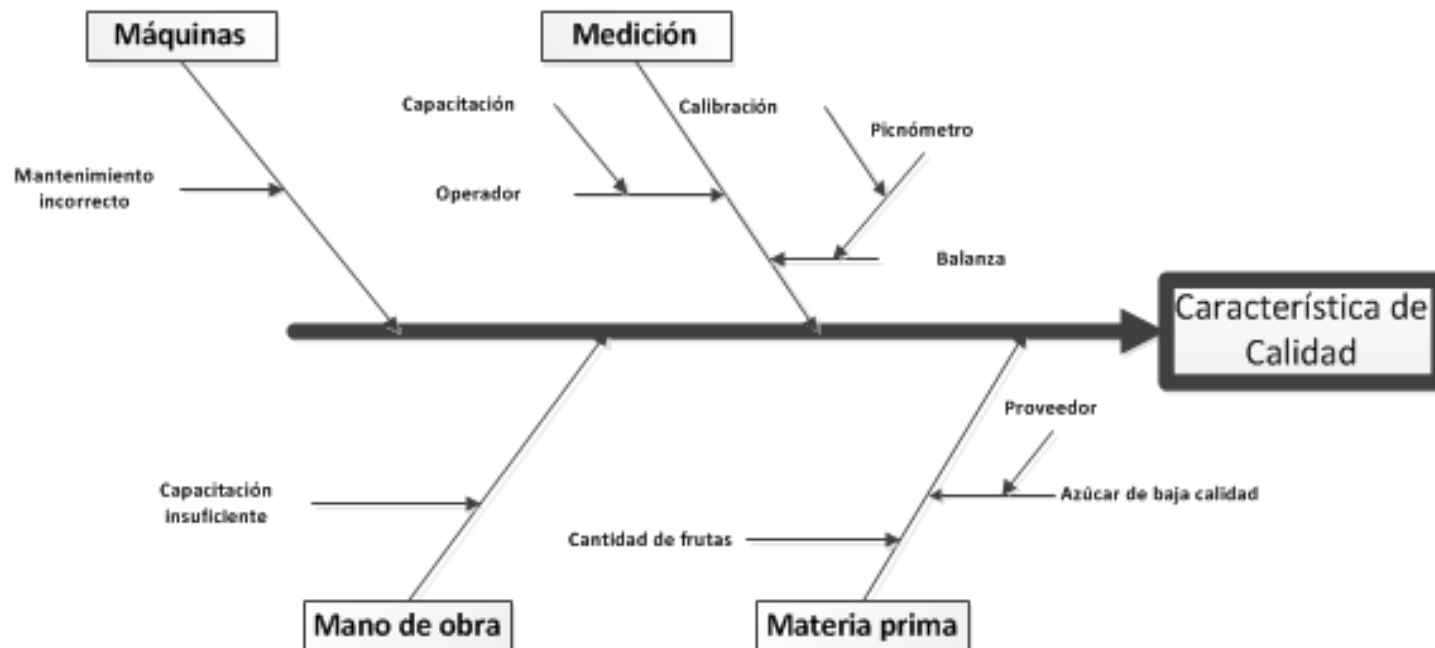 Máquinas
Medición
Capacitación
Calibración
Picnómetro
Mantenimiento
incorrecto
Operador
Balanza
Característica de
Calidad
Proveedor
Capacitación
insuficiente
Azúcar de baja calidad
Cantidad de frutas
Mano de obra
Materia prima